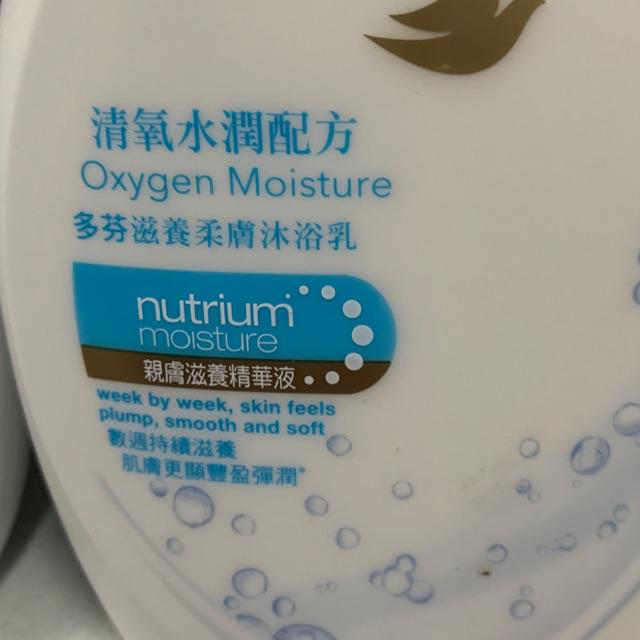 清氧水潤配方
Oxygen Moisture
多芬滋養柔膚沐浴乳
nutrium
moisture
親膚滋養精華液
week by week, skin feels
plump, smooth and soft
數週持續滋養
肌膚更顯豐盈彈潤*